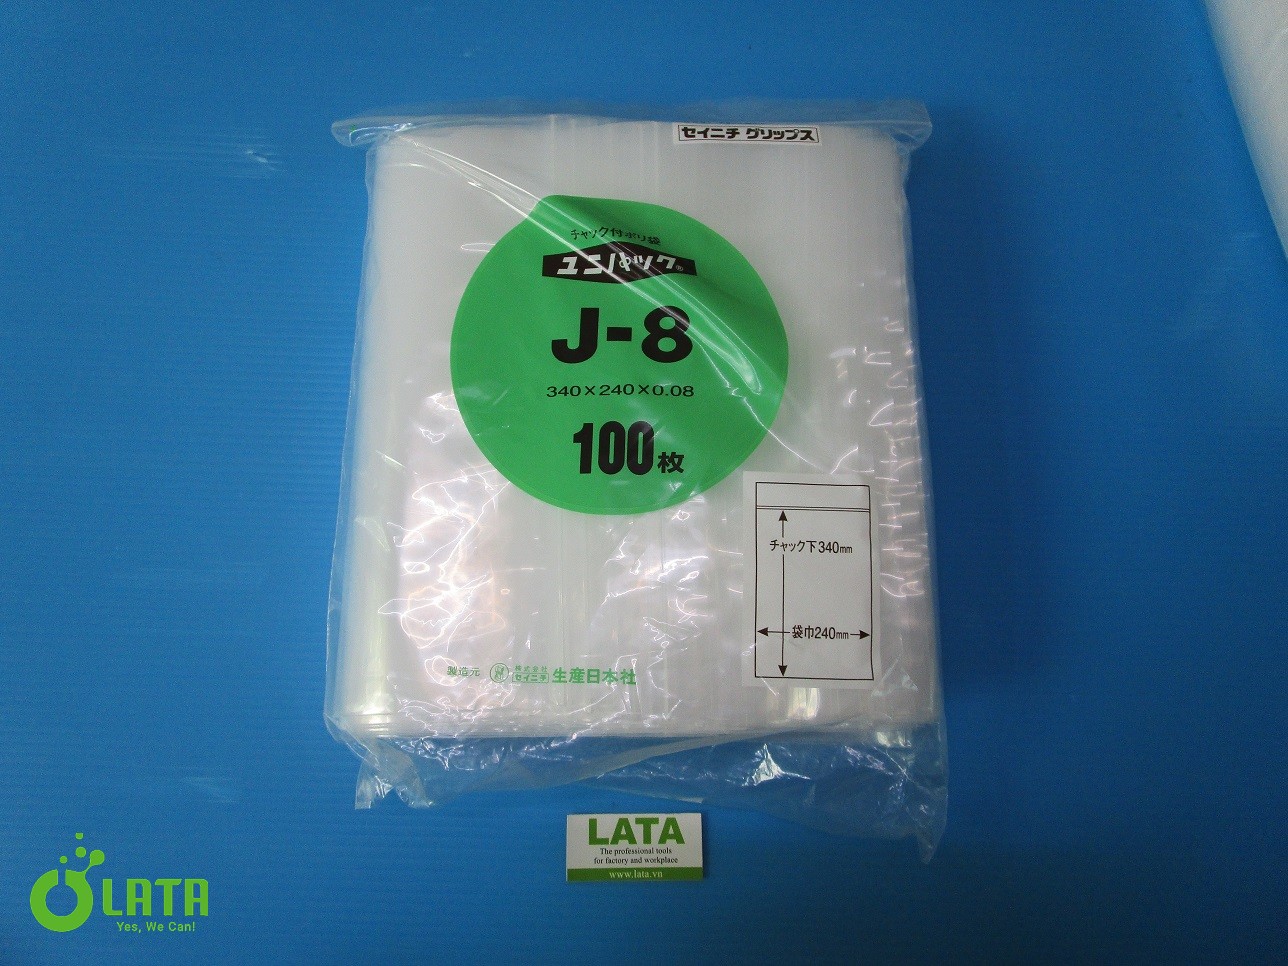 セイニチ グリップス
チャック付ポリ袋
ユニパック®
J-8
340×240×0.08
100枚
チャック下340mm
袋巾240mm
製造元 株式会社 セイニチ 生産日本社
LATA
The professional tools
for factory and workplace
www.lata.vn
LATA
Yes, We Can!